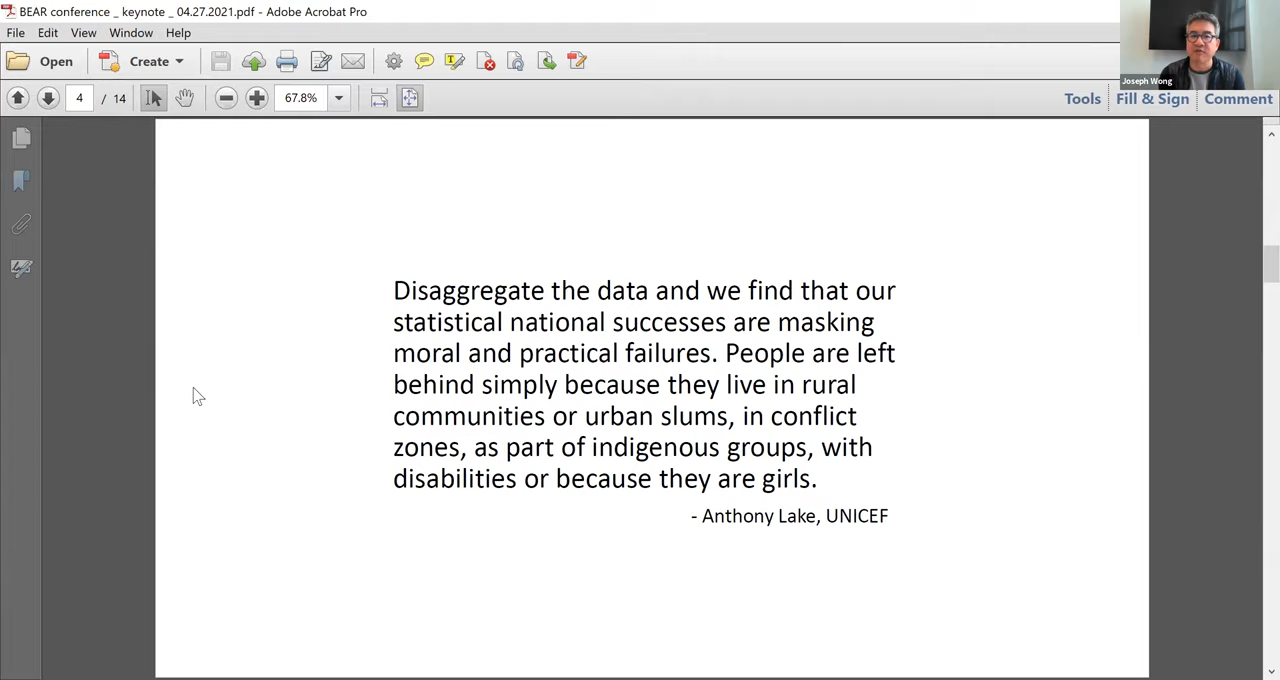 BEAR conference _ keynote _ 04.27.2021.pdf - Adobe Acrobat Pro
File Edit View Window Help
Open Create
4 / 14 67.8% Tools Fill & Sign Comment
Joseph Wong
Disaggregate the data and we find that our
statistical national successes are masking
moral and practical failures. People are left
behind simply because they live in rural
communities or urban slums, in conflict
zones, as part of indigenous groups, with
disabilities or because they are girls.
- Anthony Lake, UNICEF